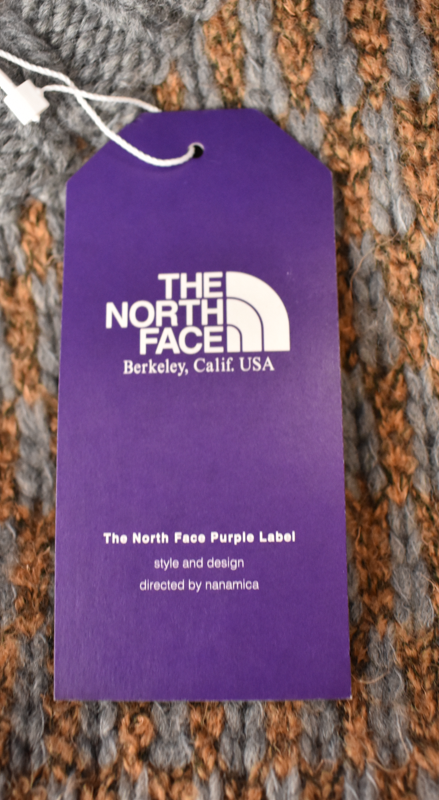 THE
NORTH
FACE
Berkeley, Calif. USA
The North Face Purple Label
style and design
directed by nanamica